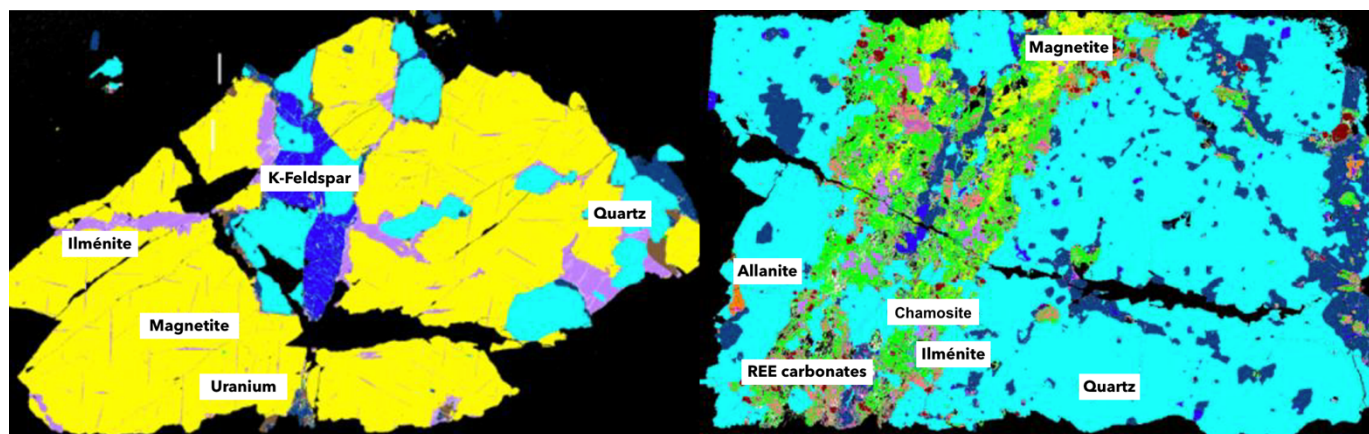 K-Feldspar
Quartz
Ilménite
Magnetite
Uranium
Magnetite
Allanite
Chamosite
Ilménite
REE carbonates
Quartz